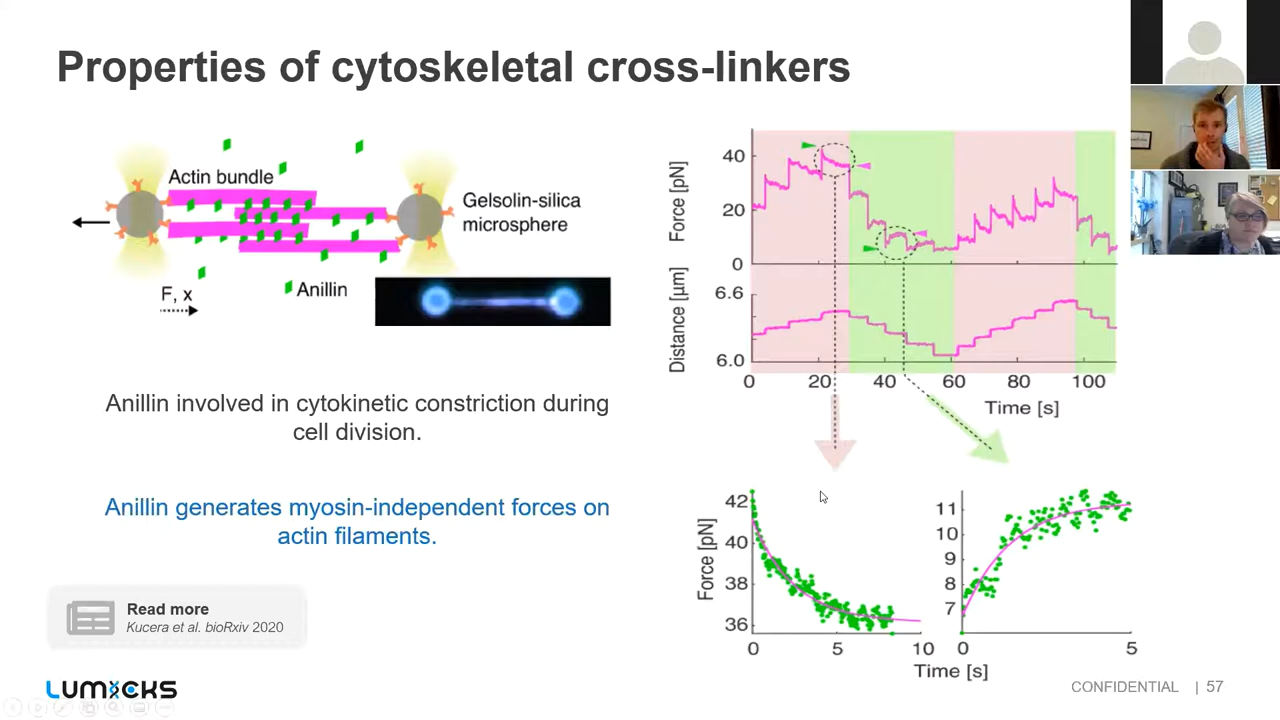 Properties of cytoskeletal cross-linkers
Actin bundle
Gelsolin-silica
microsphere
F, x
Anillin
Anillin involved in cytokinetic constriction during
cell division.
Anillin generates myosin-independent forces on
actin filaments.
Read more
Kucera et al. bioRxiv 2020
LUMICKS
Force [pN]
40
20
0
Distance [µm]
6.6
6.0
0 20 40 60 80 100
Time [s]
Force [pN]
42
40
38
36
0 5 10
11
10
9
8
7
0 5
Time [s]
CONFIDENTIAL | 57